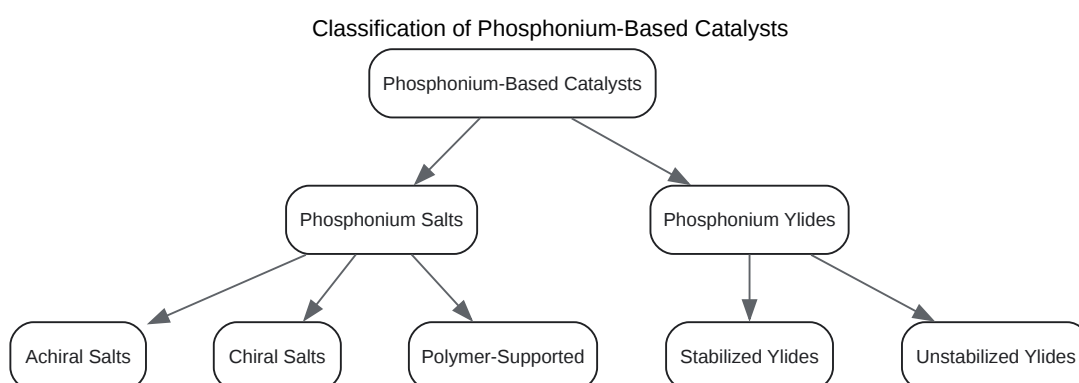 Classification of Phosphonium-Based Catalysts
Phosphonium-Based Catalysts
Phosphonium Salts
Phosphonium Ylides
Achiral Salts
Chiral Salts
Polymer-Supported
Stabilized Ylides
Unstabilized Ylides